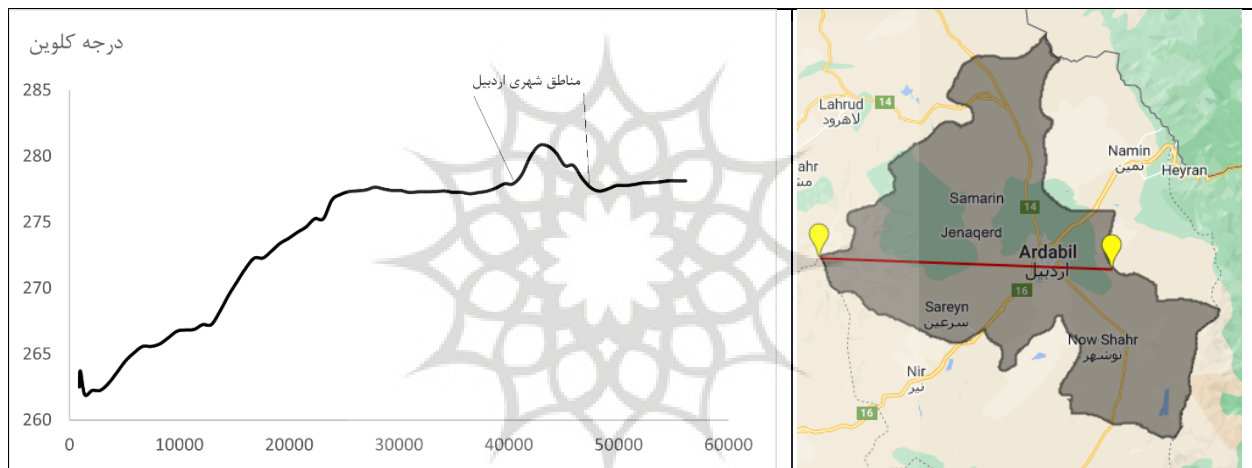 درجه کلوین
285
280
275
270
265
260
0
10000
20000
30000
40000
50000
60000
مناطق شهری اردبیل
Lahrud
لاهرود
14
Namin
نمین
Heyran
ahr
Samarin
14
Jenaqerd
Ardabil
اردبیل
16
Sareyn
سرعین
Now Shahr
نوشهر
Nir
نیر
16